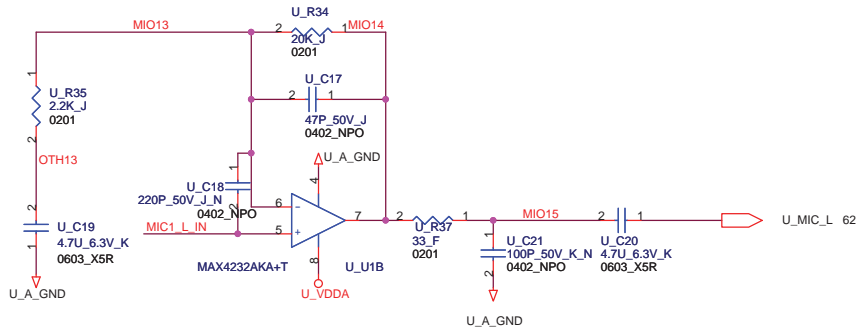 U_R34
MIO13
2
1
MIO14
20K_J
0201
1
U_R35
2.2K_J
0201
2
U_C17
2
1
47P_50V_J
0402_NPO
OTH13
U_A_GND
1
U_C18
220P_50V_J_N
0402_NPO
2
4
2
U_C19
4.7U_6.3V_K
1
0603_X5R
6
7
MIC1_L_IN
5
8
2
1
U_R37
33_F
0201
MIO15
1
U_C21
100P_50V_K_N
2
0402_NPO
2
1
U_C20
4.7U_6.3V_K
0603_X5R
U_MIC_L 62
MAX4232AKA+T
U_U1B
U_VDDA
U_A_GND
U_A_GND